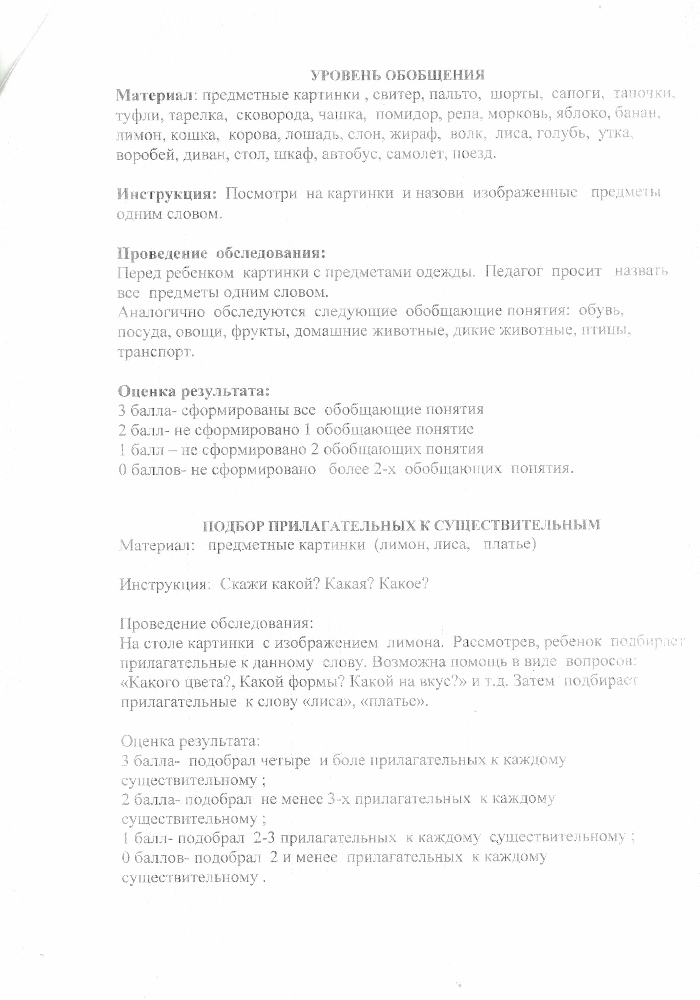 УРОВЕНЬ ОБОБЩЕНИЯ
Материал: предметные картинки , свитер, пальто, шорты, сапоги, тапочки,
туфли, тарелка, сковорода, чашка, помидор, репа, морковь, яблоко, банан,
лимон, кошка, корова, лошадь, слон, жираф, волк, лиса, голубь, утка,
воробей, диван, стол, шкаф, автобус, самолет, поезд.
Инструкция: Посмотри на картинки и назови изображенные предметы
одним словом.
Проведение обследования:
Перед ребенком картинки с предметами одежды. Педагог просит назвать
все предметы одним словом.
Аналогично обследуются следующие обобщающие понятия: обувь,
посуда, овощи, фрукты, домашние животные, дикие животные, птицы,
транспорт.
Оценка результата:
3 балла- сформированы все обобщающие понятия
2 балл- не сформировано 1 обобщающее понятие
1 балл – не сформировано 2 обобщающих понятия
0 баллов- не сформировано более 2-х обобщающих понятия.
ПОДБОР ПРИЛАГАТЕЛЬНЫХ К СУЩЕСТВИТЕЛЬНЫМ
Материал: предметные картинки (лимон, лиса, платье)
Инструкция: Скажи какой? Какая? Какое?
Проведение обследования:
На столе картинки с изображением лимона. Рассмотрев, ребенок подбирает
прилагательные к данному слову. Возможна помощь в виде вопросов:
«Какого цвета?, Какой формы? Какой на вкус?» и т.д. Затем подбирает
прилагательные к слову «лиса», «платье».
Оценка результата:
3 балла- подобрал четыре и боле прилагательных к каждому
существительному ;
2 балла- подобрал не менее 3-х прилагательных к каждому
существительному ;
1 балл- подобрал 2-3 прилагательных к каждому существительному ;
0 баллов- подобрал 2 и менее прилагательных к каждому
существительному .